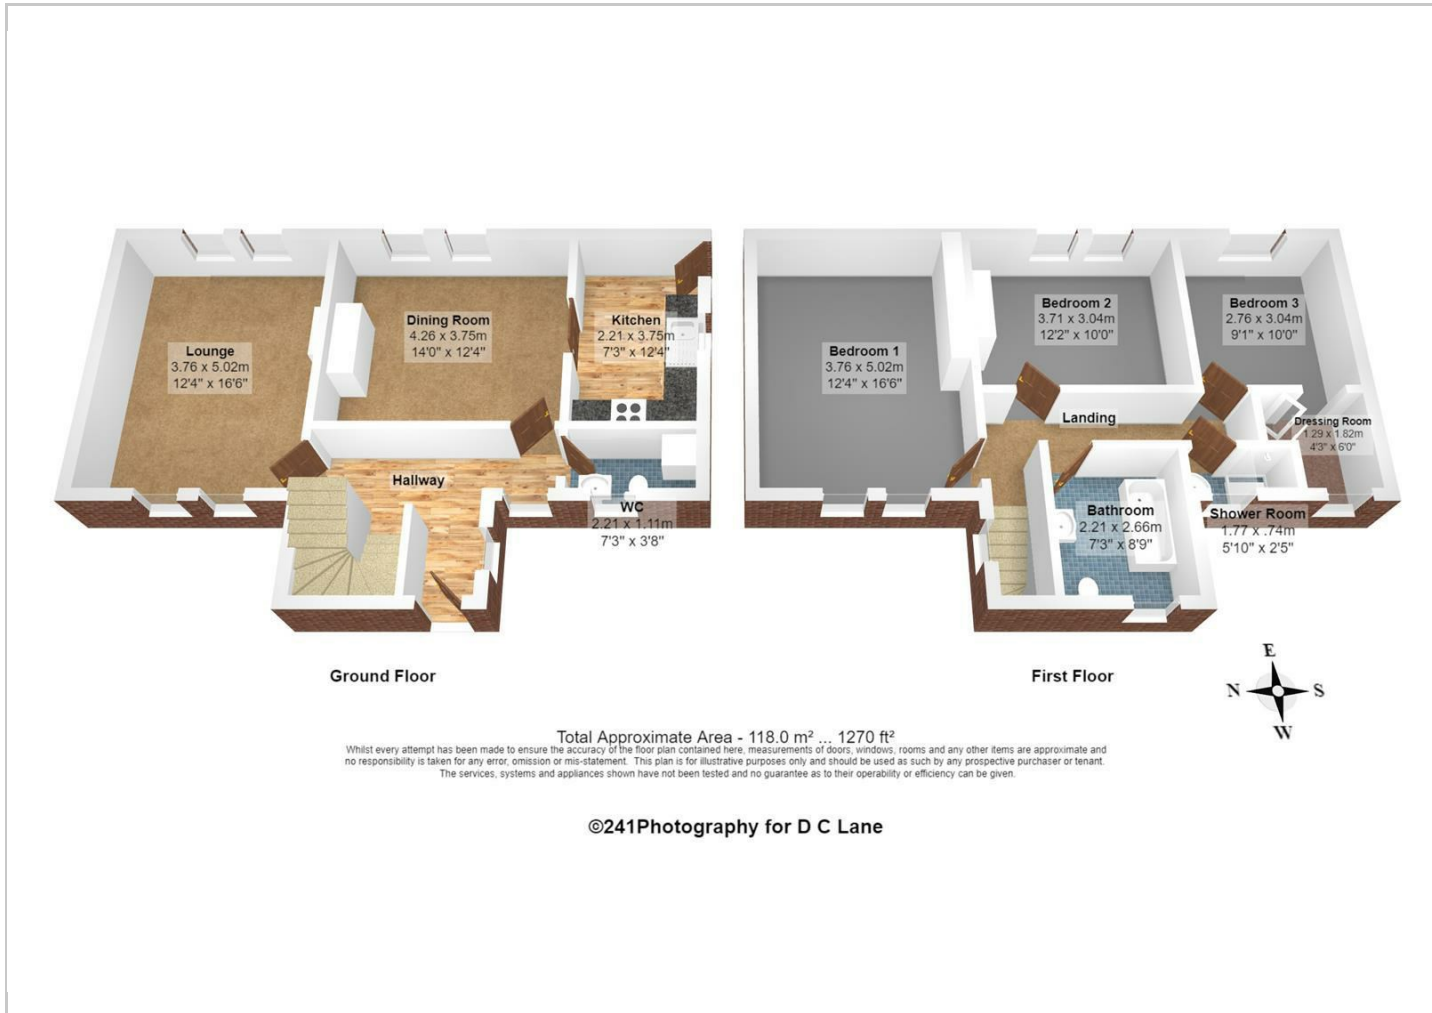 Lounge
3.76 x 5.02m
12'4" x 16'6"
Dining Room
4.26 x 3.75m
14'0" x 12'4"
Kitchen
2.21 x 3.75m
7'3" x 12'4"
Hallway
WC
2.21 x 1.11m
7'3" x 3'8"
Ground Floor
Bedroom 1
3.76 x 5.02m
12'4" x 16'6"
Bedroom 2
3.71 x 3.04m
12'2" x 10'0"
Bedroom 3
2.76 x 3.04m
9'1" x 10'0"
Landing
Dressing Room
1.29 x 1.82m
4'3" x 6'0"
Bathroom
2.21 x 2.66m
7'3" x 8'9"
Shower Room
1.77 x .74m
5'10" x 2'5"
First Floor
E
N S
W
Total Approximate Area - 118.0 m² ... 1270 ft²
Whilst every attempt has been made to ensure the accuracy of the floor plan contained here, measurements of doors, windows, rooms and any other items are approximate and
no responsibility is taken for any error, omission or mis-statement. This plan is for illustrative purposes only and should be used as such by any prospective purchaser or tenant.
The services, systems and appliances shown have not been tested and no guarantee as to their operability or efficiency can be given.
©241Photography for D C Lane